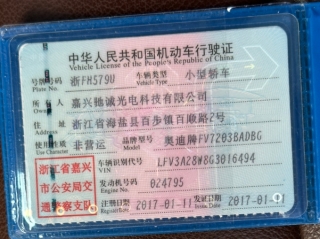 中华人民共和国机动车行驶证
Vehicle License of the People's Republic of China
号牌号码 浙FH579U 车辆类型 小型轿车
Plate No. Vehicle Type
所有人 嘉兴驰诚光电科技有限公司
Owner
住址 浙江省海盐县百步镇百顺路2号
Address
使用性质 非营运 品牌型号 奥迪牌FV7203BADBG
Use Character Model
浙江省嘉兴市公安局交通警察支队
车辆识别代号 LFV3A28W8G3016494
VIN
发动机号码 024795
Engine No.
注册日期 2017-01-11 发证日期 2017-01-11
Register Date Issue Date